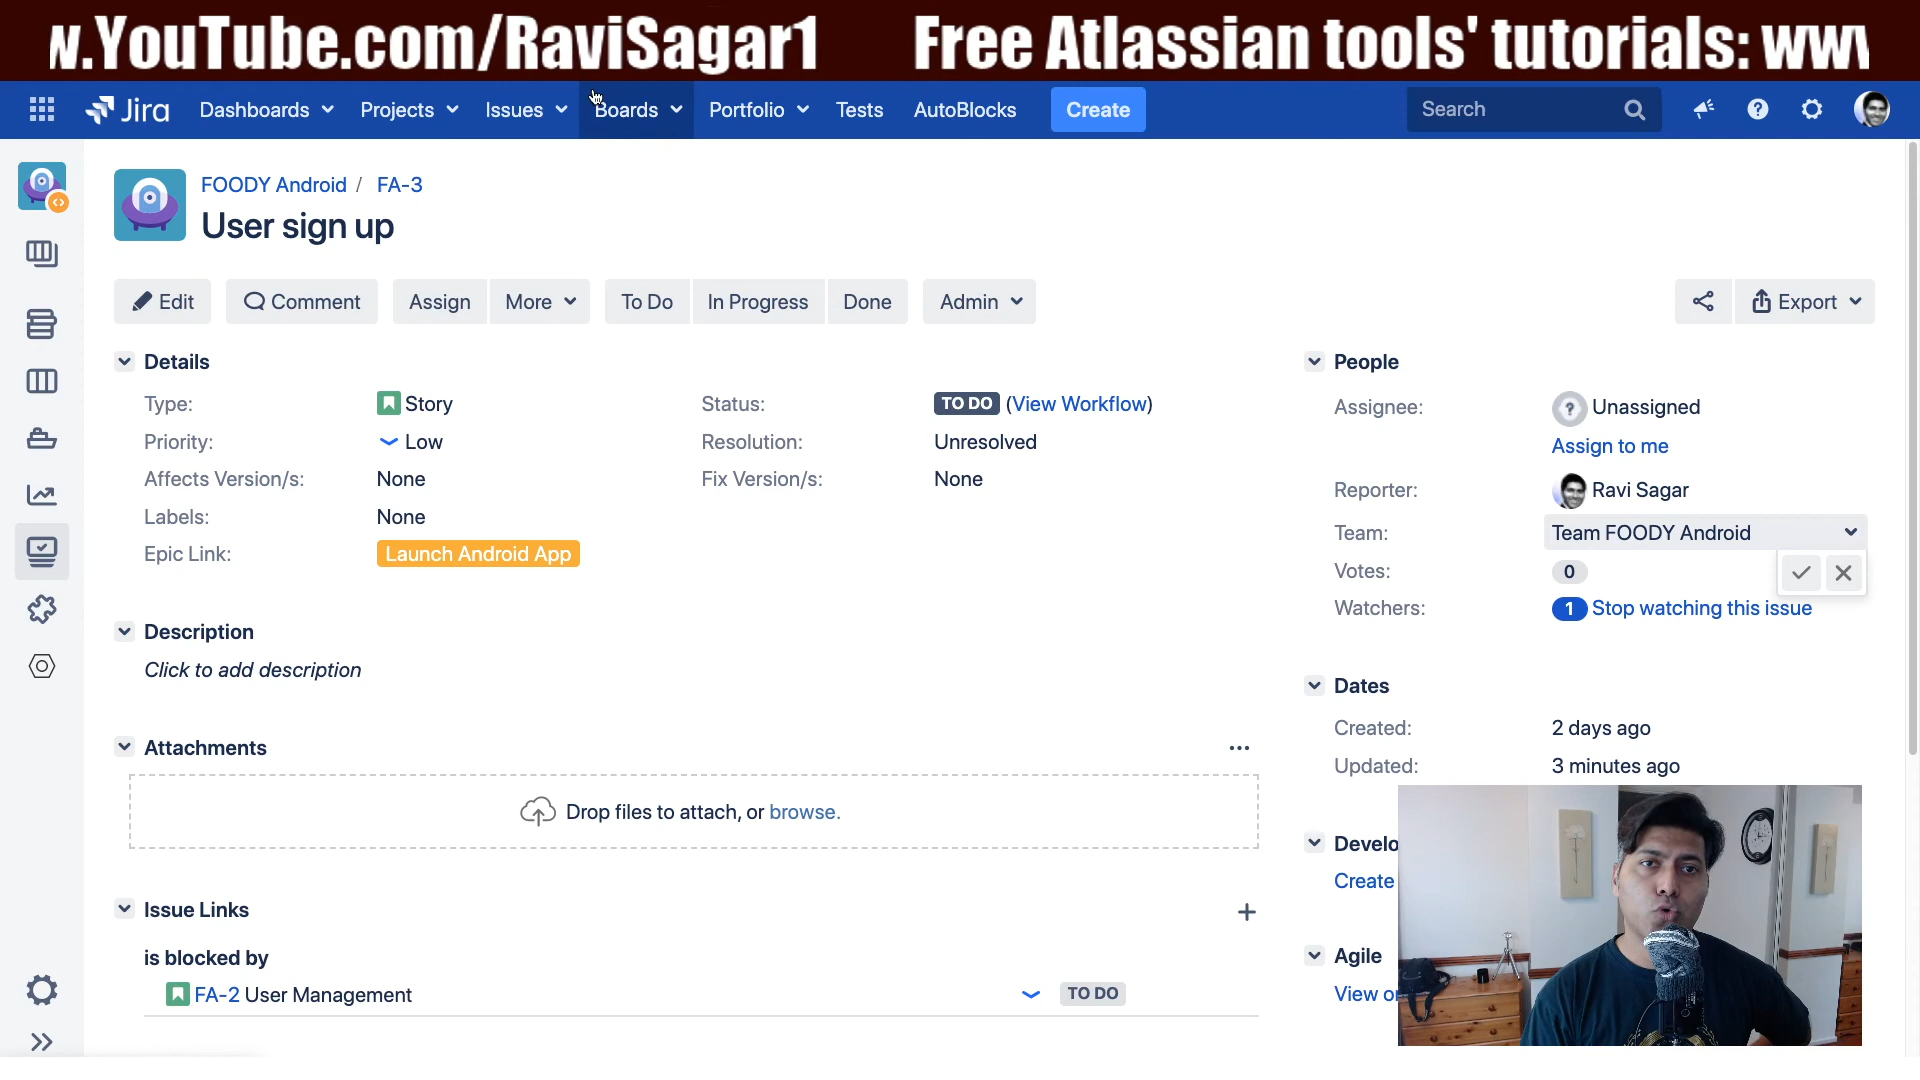 w.YouTube.com/RaviSagar1 Free Atlassian tools' tutorials: ww
Jira Dashboards Projects Issues Boards Portfolio Tests AutoBlocks Create Search
FOODY Android / FA-3
User sign up
Edit Comment Assign More To Do In Progress Done Admin Export
Details
Type: Story Status: TO DO (View Workflow)
Priority: Low Resolution: Unresolved
Affects Version/s: None Fix Version/s: None
Labels: None
Epic Link: Launch Android App
Description
Click to add description
Attachments
Drop files to attach, or browse.
Issue Links
is blocked by
FA-2 User Management TO DO
People
Assignee: Unassigned
Assign to me
Reporter: Ravi Sagar
Team: Team FOODY Android
Votes: 0
Watchers: 1 Stop watching this issue
Dates
Created: 2 days ago
Updated: 3 minutes ago
Develo
Create
Agile
View o